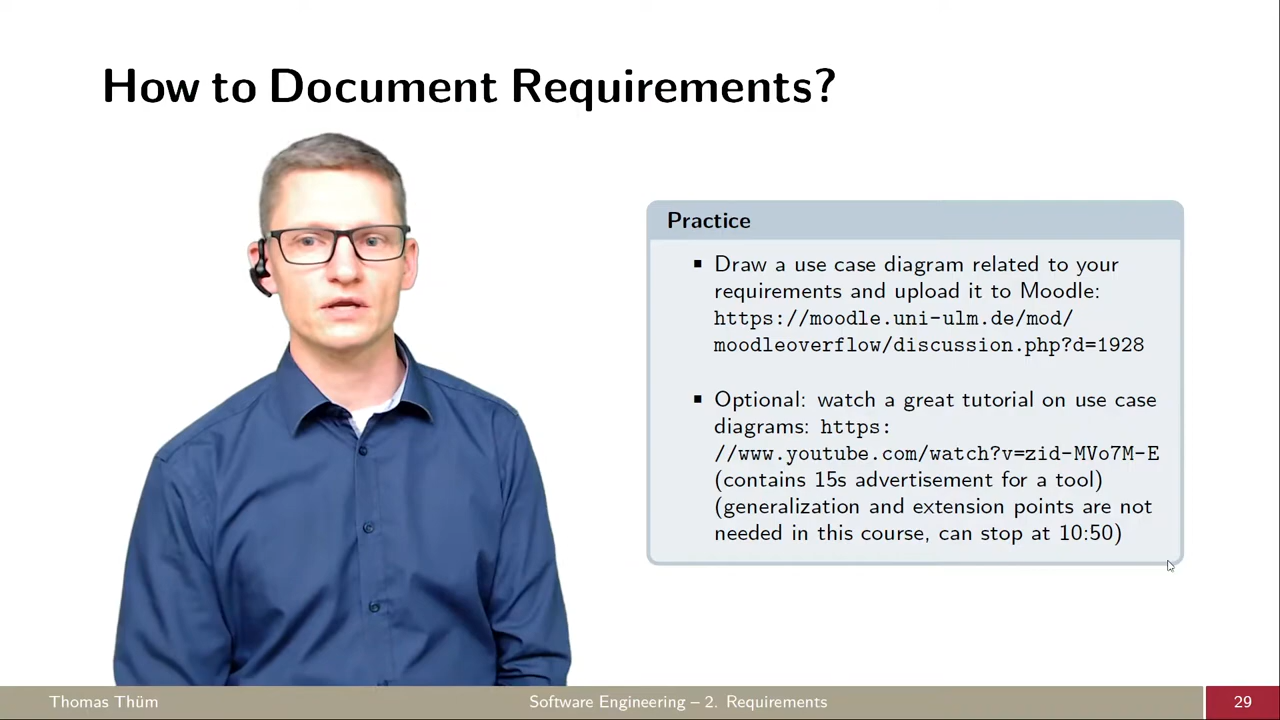 How to Document Requirements?
Practice
▪ Draw a use case diagram related to your
requirements and upload it to Moodle:
https://moodle.uni-ulm.de/mod/
moodleoverflow/discussion.php?d=1928
▪ Optional: watch a great tutorial on use case
diagrams: https:
//www.youtube.com/watch?v=zid-MVo7M-E
(contains 15s advertisement for a tool)
(generalization and extension points are not
needed in this course, can stop at 10:50)
Thomas Thüm
Software Engineering – 2. Requirements
29